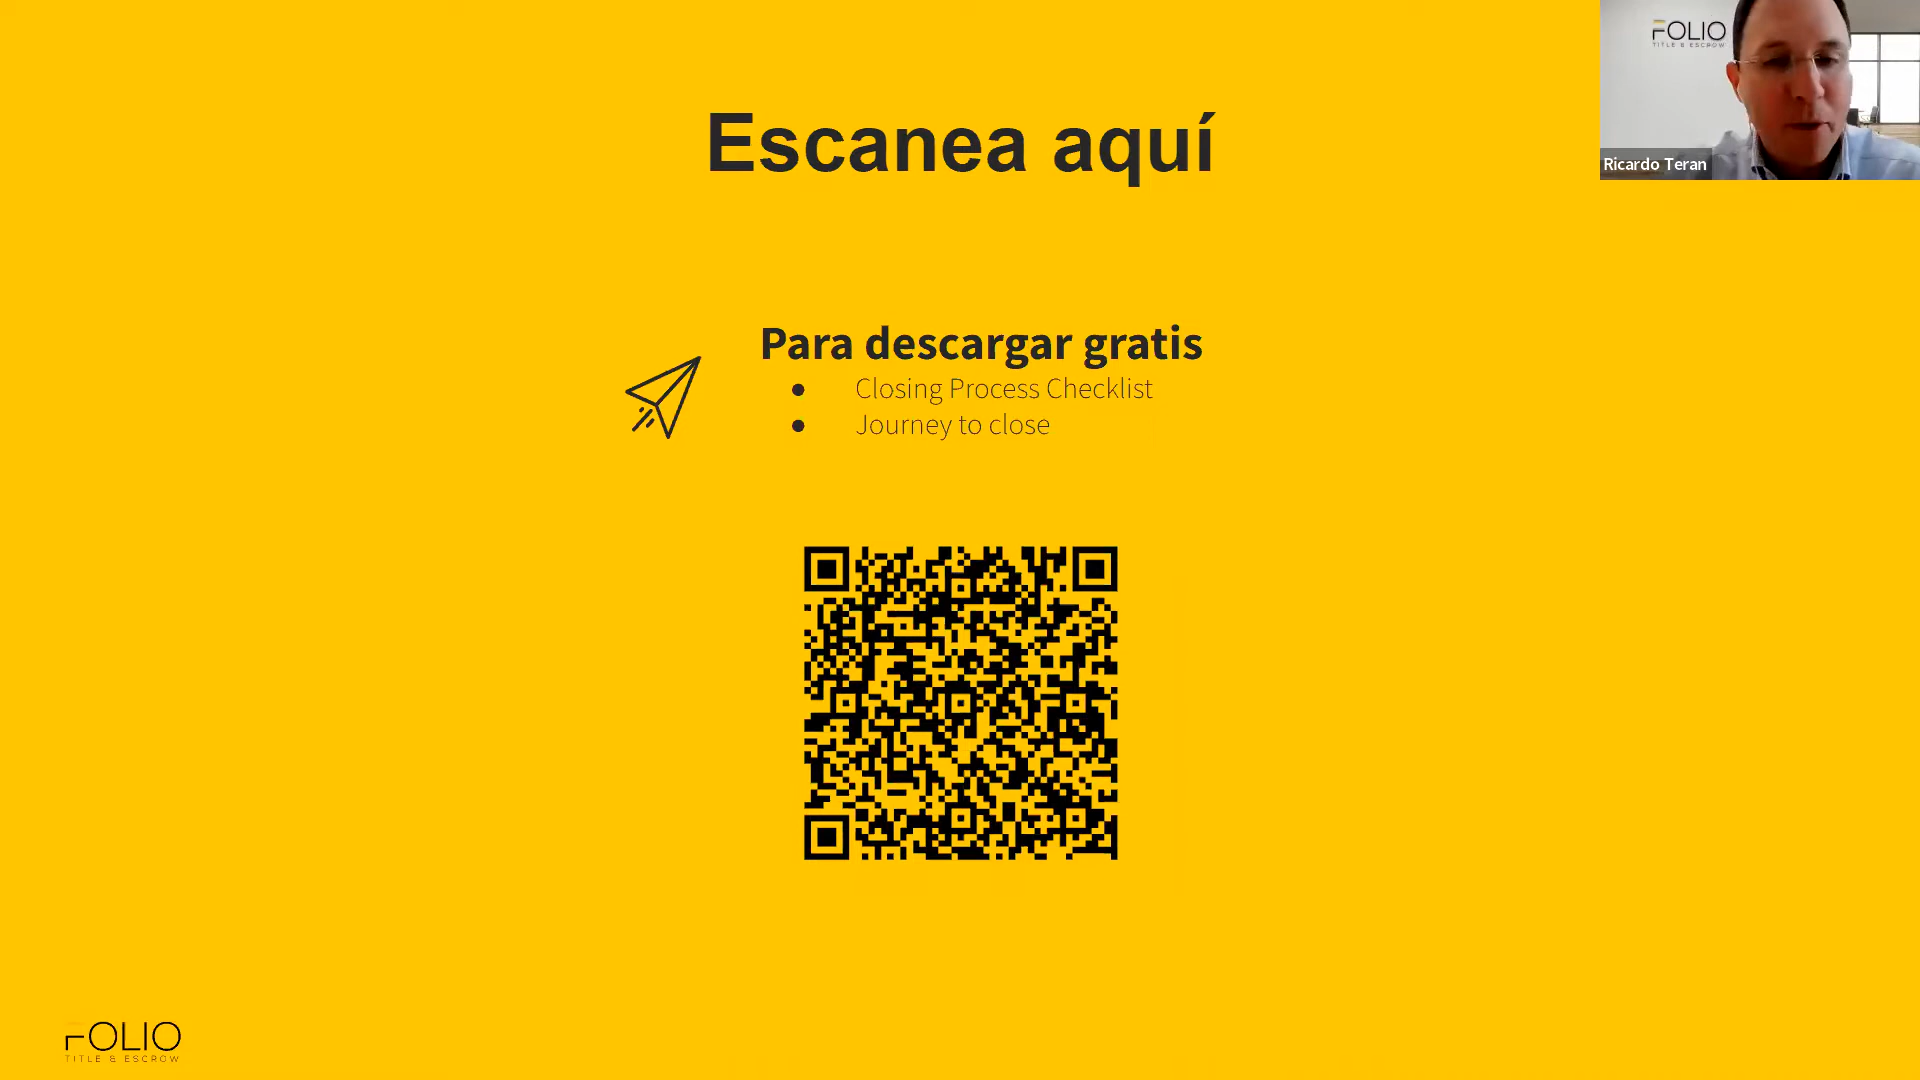 Escanea aquí
FOLIO
TITLE & ESCROW
Ricardo Teran
Para descargar gratis
● Closing Process Checklist
● Journey to close
FOLIO
TITLE & ESCROW